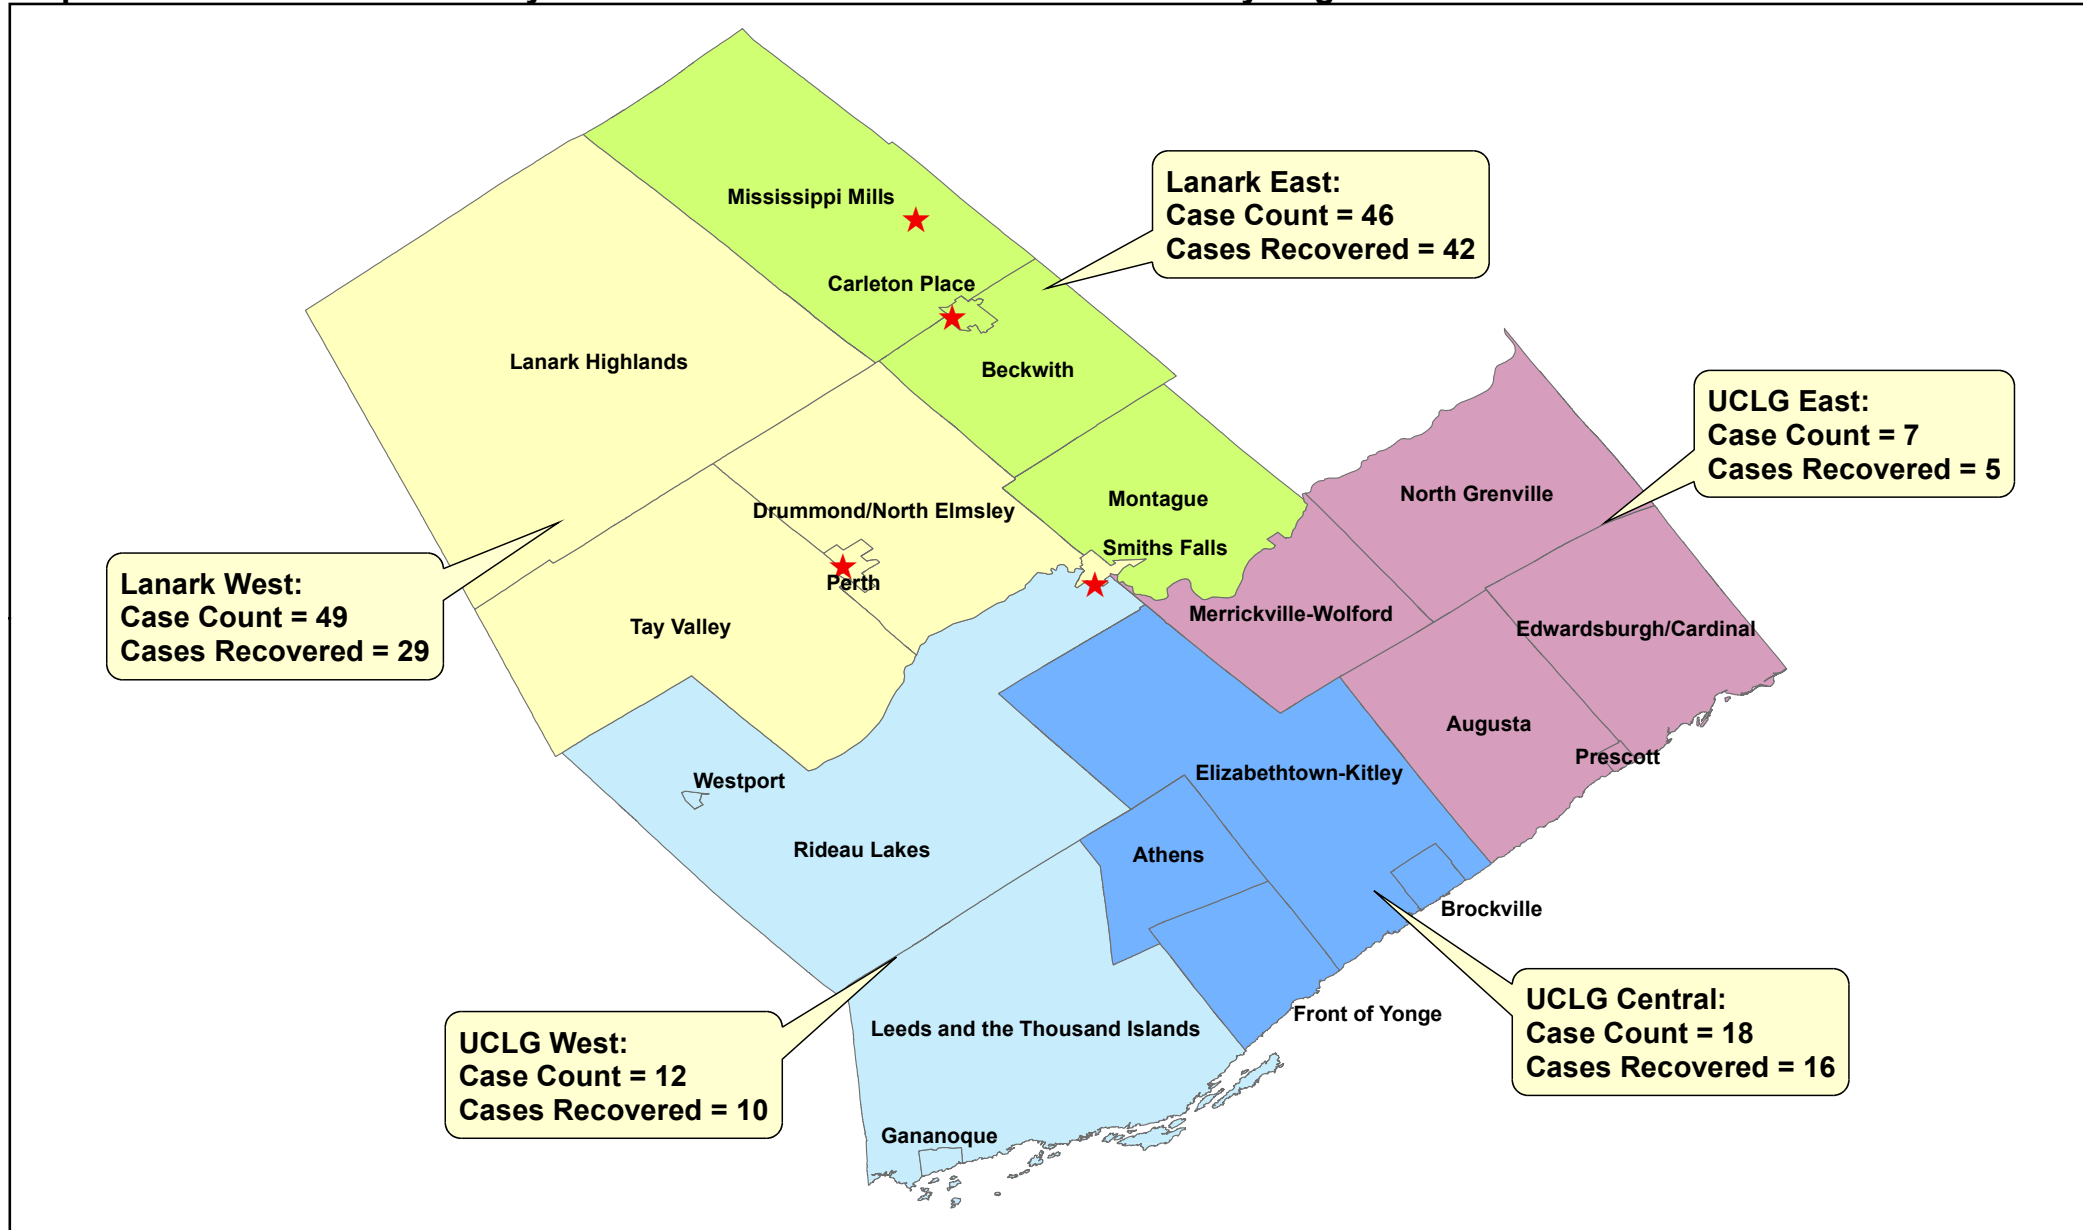 Mississippi Mills
Lanark East:
Case Count = 46
Cases Recovered = 42
Carleton Place
Lanark Highlands
Beckwith
UCLG East:
Case Count = 7
Cases Recovered = 5
North Grenville
Montague
Drummond/North Elmsley
Smiths Falls
Perth
Lanark West:
Case Count = 49
Cases Recovered = 29
Tay Valley
Merrickville-Wolford
Edwardsburgh/Cardinal
Augusta
Prescott
Westport
Elizabethtown-Kitley
Rideau Lakes
Athens
Brockville
UCLG West:
Case Count = 12
Cases Recovered = 10
Leeds and the Thousand Islands
Front of Yonge
UCLG Central:
Case Count = 18
Cases Recovered = 16
Gananoque